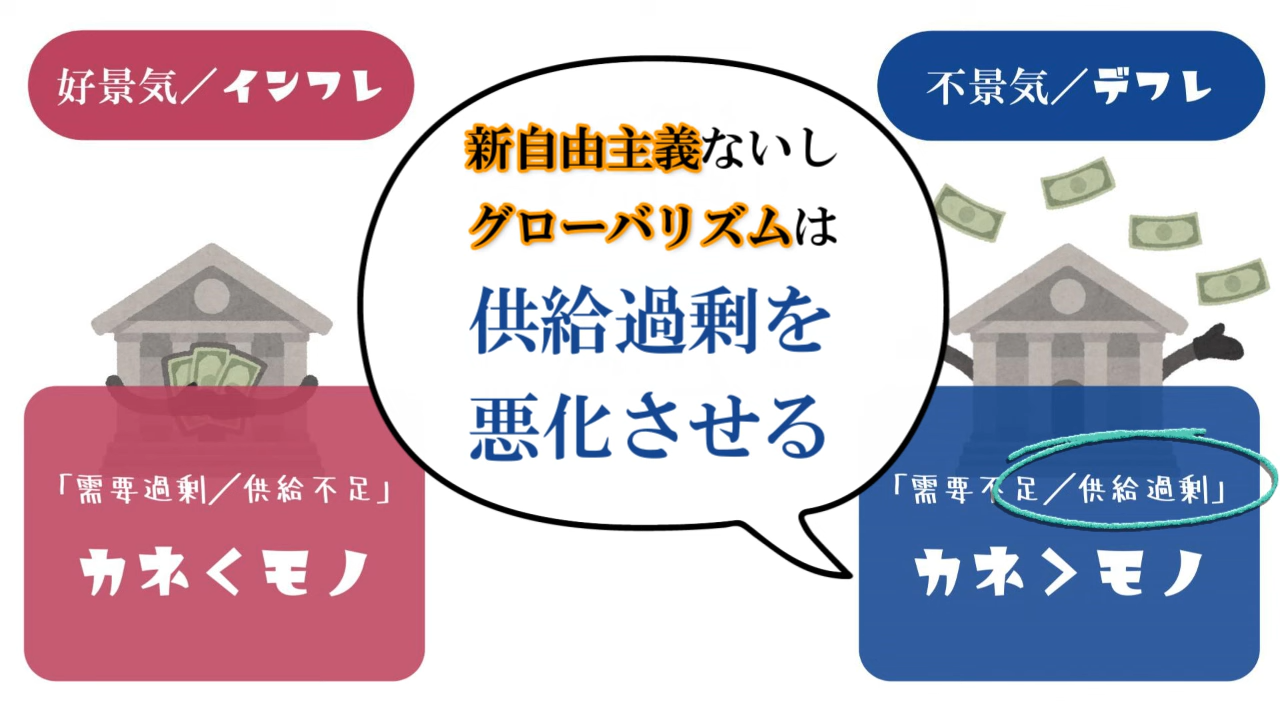 好景気／インフレ
不景気／デフレ
新自由主義ないし
グローバリズムは
供給過剰を
悪化させる
「需要過剰／供給不足」
カネ＜モノ
「需要不足／供給過剰」
カネ＞モノ